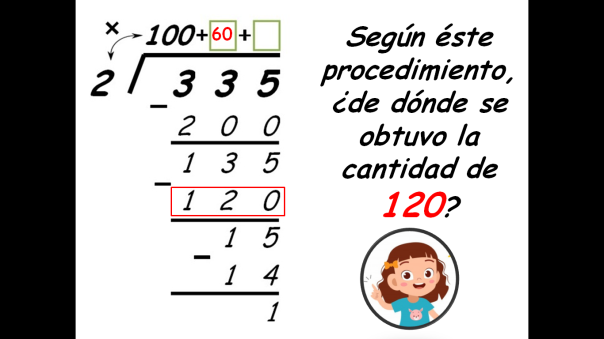 × 100+60+
2 335
− 200
135
− 120
15
− 14
1
Según éste
procedimiento,
¿de dónde se
obtuvo la
cantidad de
120?